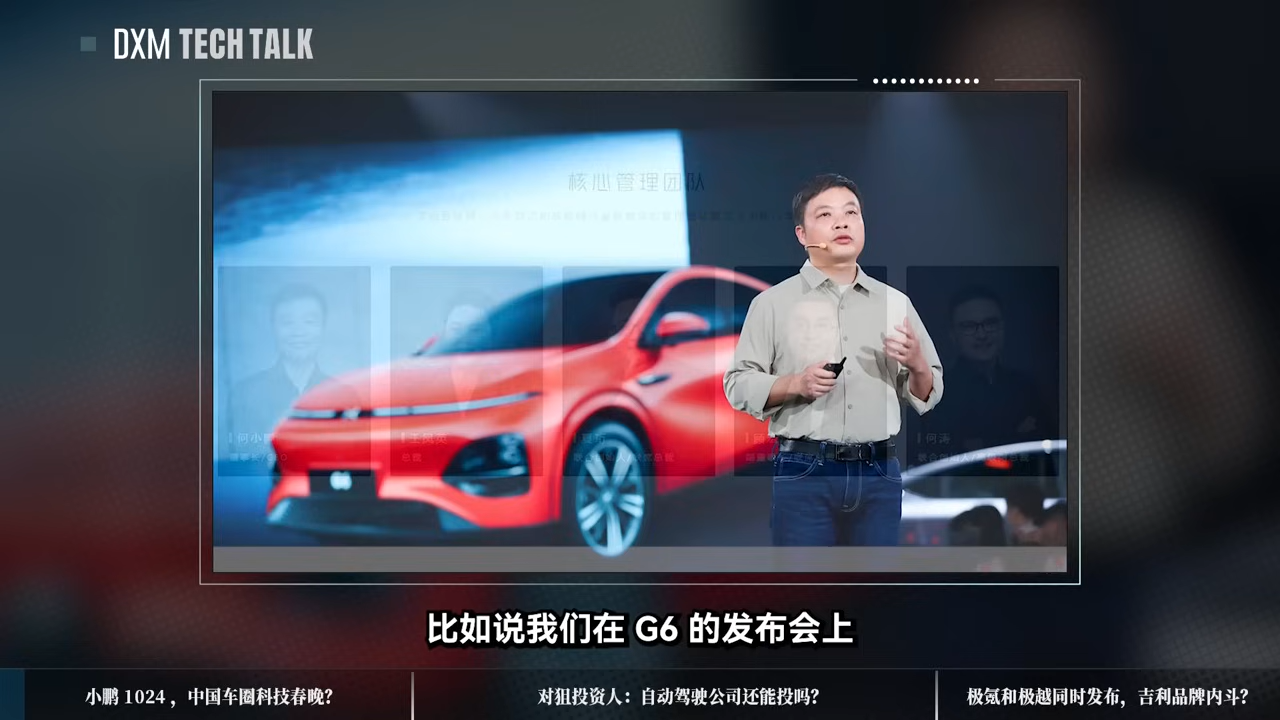 DXM TECH TALK
核心管理团队
G6
比如说我们在 G6 的发布会上
小鹏 1024，中国车圈科技春晚？
对狙投资人：自动驾驶公司还能投吗？
极氪和极越同时发布，吉利品牌内斗？